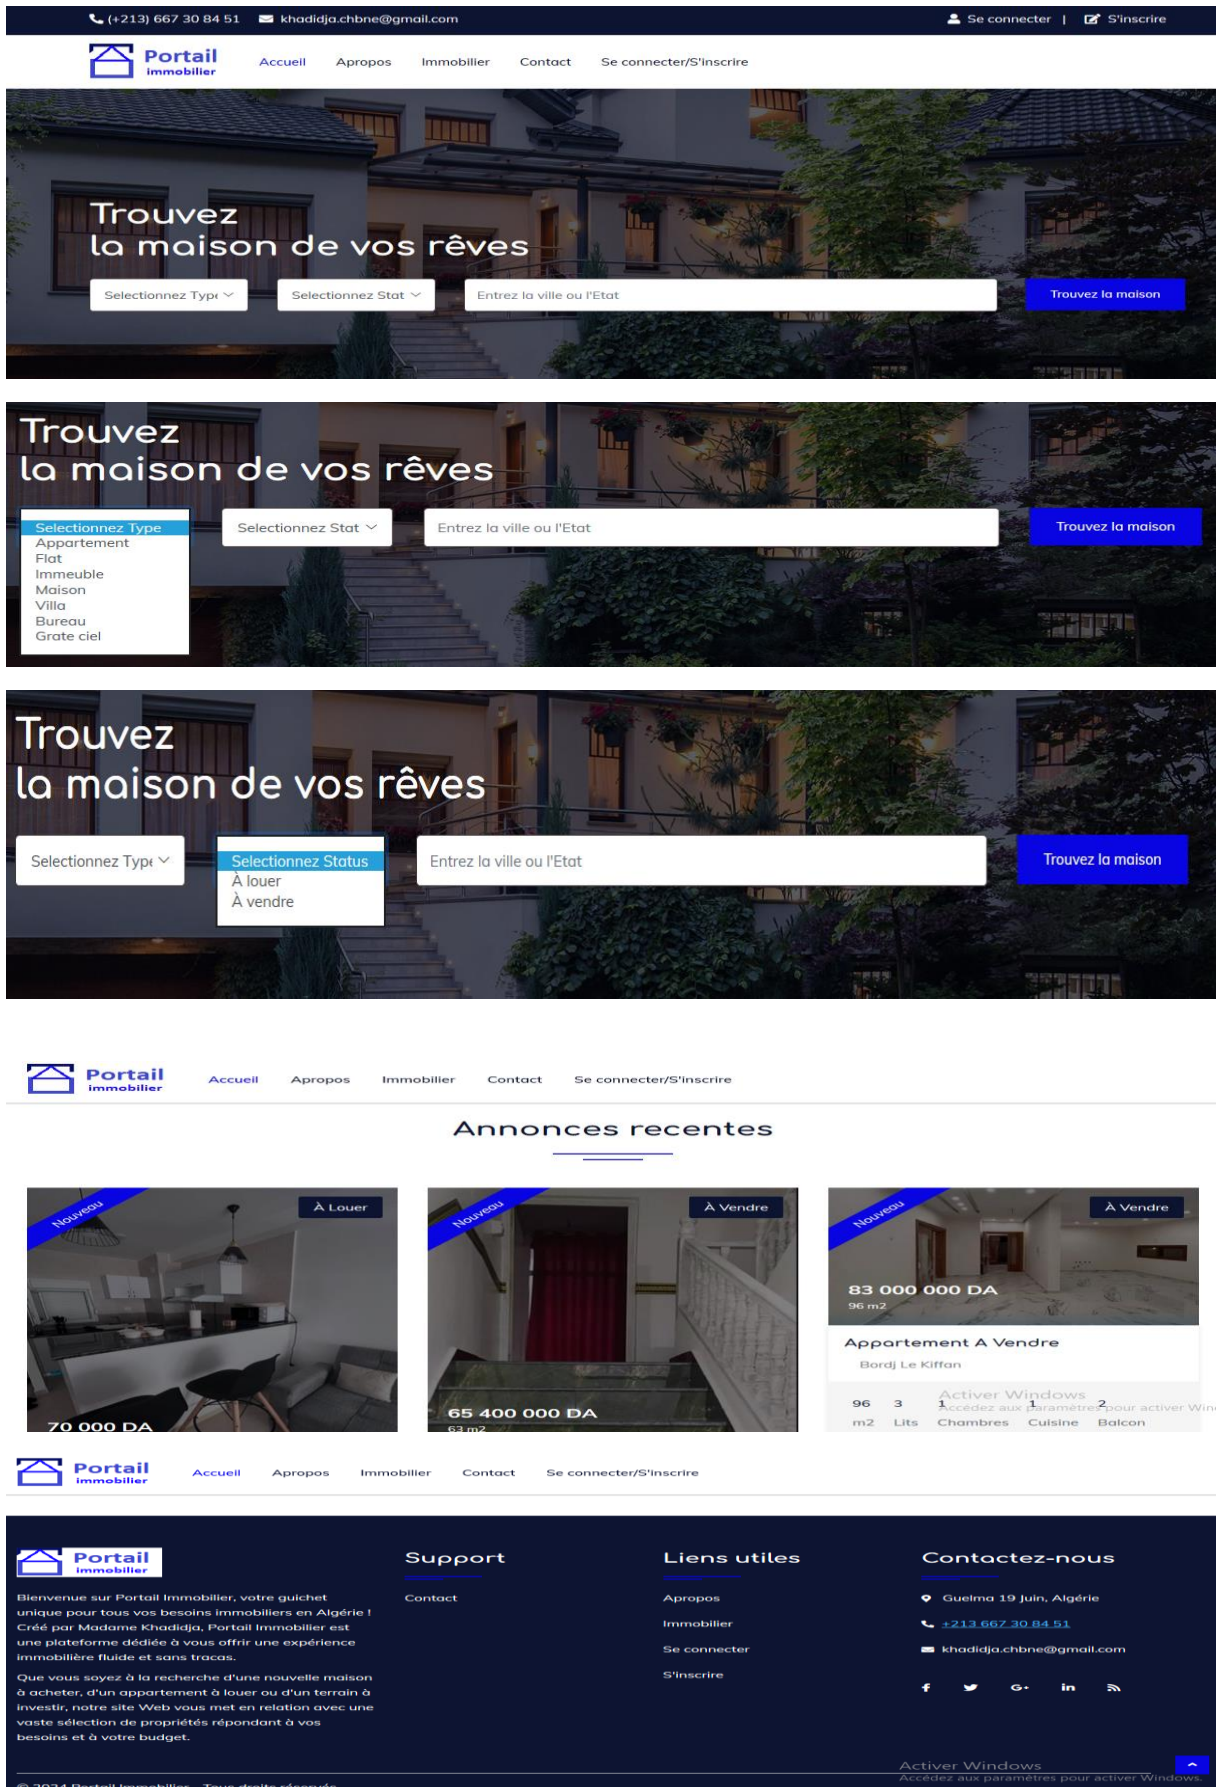 (+213) 667 30 84 51 khadidja.chbne@gmail.com Se connecter | S'inscrire
Portail
immobilier
Accueil Apropos Immobilier Contact Se connecter/S'inscrire
Trouvez
la maison de vos rêves
Selectionnez Type Selectionnez Stat Entrez la ville ou l'Etat Trouvez la maison
Trouvez
la maison de vos rêves
Selectionnez Type Selectionnez Stat Entrez la ville ou l'Etat Trouvez la maison
Appartement
Flat
Immeuble
Maison
Villa
Bureau
Grate ciel
Trouvez
la maison de vos rêves
Selectionnez Type Selectionnez Status Entrez la ville ou l'Etat Trouvez la maison
À louer
À vendre
Portail
immobilier
Accueil Apropos Immobilier Contact Se connecter/S'inscrire
Annonces recentes
Nouveau À Louer
70 000 DA
Nouveau À Vendre
65 400 000 DA
63 m2
Nouveau À Vendre
83 000 000 DA
96 m2
Appartement A Vendre
Bordj Le Kiffan
96 3 1 1 2
m2 Lits Chambres Cuisine Balcon
Activer Windows
Accédez aux paramètres pour activer Win
Portail
immobilier
Accueil Apropos Immobilier Contact Se connecter/S'inscrire
Portail
immobilier
Bienvenue sur Portail Immobilier, votre guichet
unique pour tous vos besoins immobiliers en Algérie !
Créé par Madame Khadidja, Portail Immobilier est
une plateforme dédiée à vous offrir une expérience
immobilière fluide et sans tracas.
Que vous soyez à la recherche d'une nouvelle maison
à acheter, d'un appartement à louer ou d'un terrain à
investir, notre site Web vous met en relation avec une
vaste sélection de propriétés répondant à vos
besoins et à votre budget.
Support
Contact
Liens utiles
Apropos
Immobilier
Se connecter
S'inscrire
Contactez-nous
Guelma 19 Juin, Algérie
+213 667 30 84 51
khadidja.chbne@gmail.com
Activer Windows
Accédez aux paramètres pour activer Windows.
© 2024 Portail Immobilier - Tous droits réservés